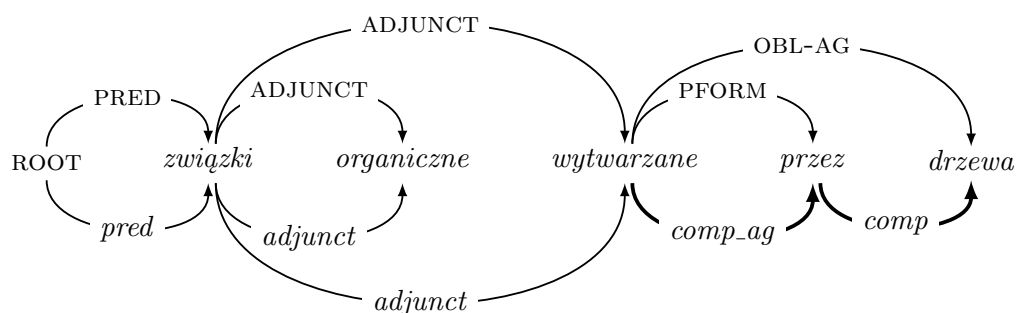 ADJUNCT
OBL-AG
PRED ADJUNCT PFORM
ROOT związki organiczne wytwarzane przez drzewa
pred adjunct comp_ag comp
adjunct